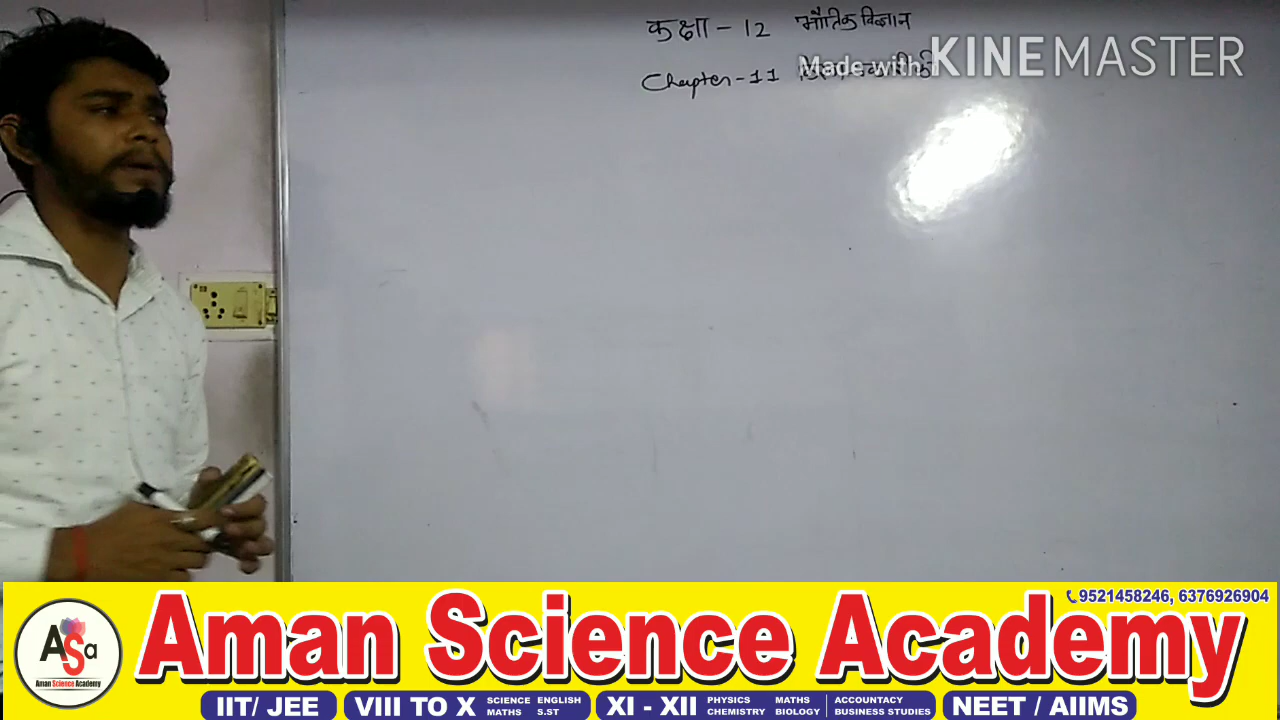 कक्षा - 12 भौतिक विज्ञान
Made with KINEMASTER
Chapter - 11
Aman Science Academy
9521458246, 6376926904
ASa
Aman Science Academy
IIT/ JEE
VIII TO X
SCIENCE ENGLISH
MATHS S.ST
XI - XII
PHYSICS MATHS
CHEMISTRY BIOLOGY
ACCOUNTACY
BUSINESS STUDIES
NEET / AIIMS